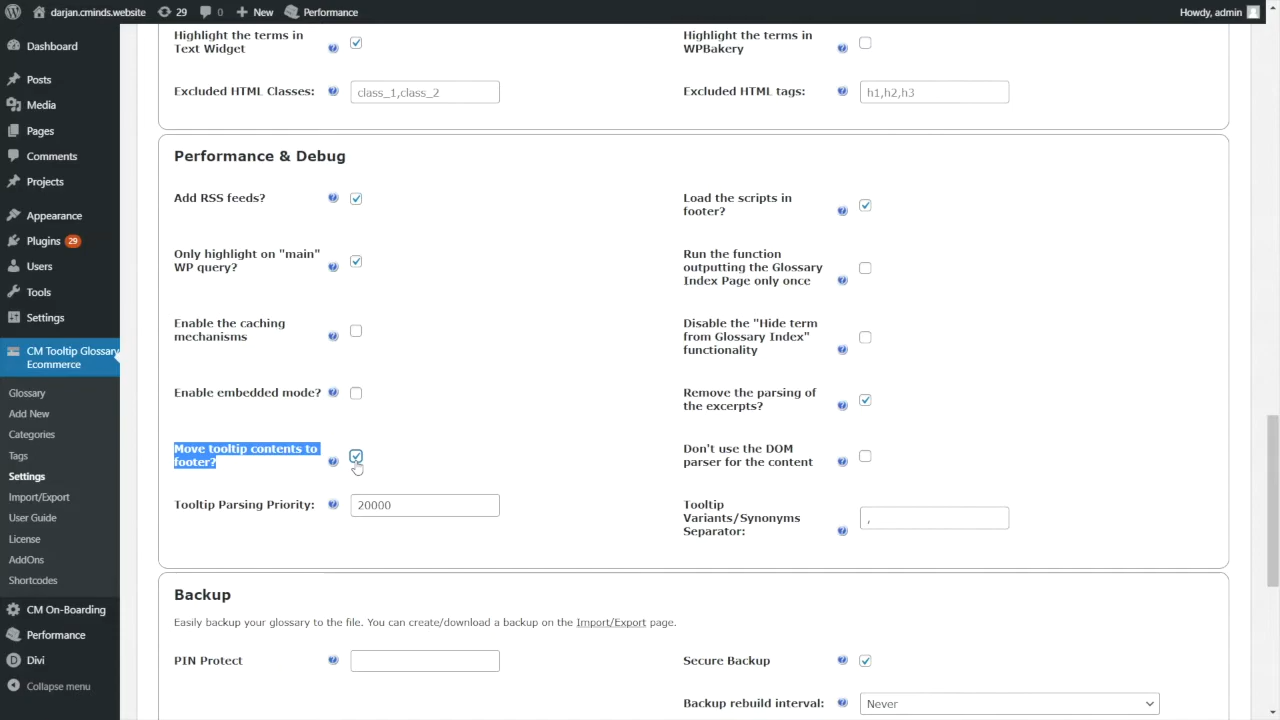 darjan.cminds.website
29
0
New
Performance
Howdy, admin
Dashboard
Posts
Media
Pages
Comments
Projects
Appearance
Plugins 29
Users
Tools
Settings
CM Tooltip Glossary
Ecommerce
Glossary
Add New
Categories
Tags
Settings
Import/Export
User Guide
License
AddOns
Shortcodes
CM On-Boarding
Performance
Divi
Collapse menu
Highlight the terms in
Text Widget
Highlight the terms in
WPBakery
Excluded HTML Classes:
class_1,class_2
Excluded HTML tags:
h1,h2,h3
Performance & Debug
Add RSS feeds?
Load the scripts in
footer?
Only highlight on "main"
WP query?
Run the function
outputting the Glossary
Index Page only once
Enable the caching
mechanisms
Disable the "Hide term
from Glossary Index"
functionality
Enable embedded mode?
Remove the parsing of
the excerpts?
Move tooltip contents to
footer?
Don't use the DOM
parser for the content
Tooltip Parsing Priority:
20000
Tooltip
Variants/Synonyms
Separator:
,
Backup
Easily backup your glossary to the file. You can create/download a backup on the Import/Export page.
PIN Protect
Secure Backup
Backup rebuild interval:
Never